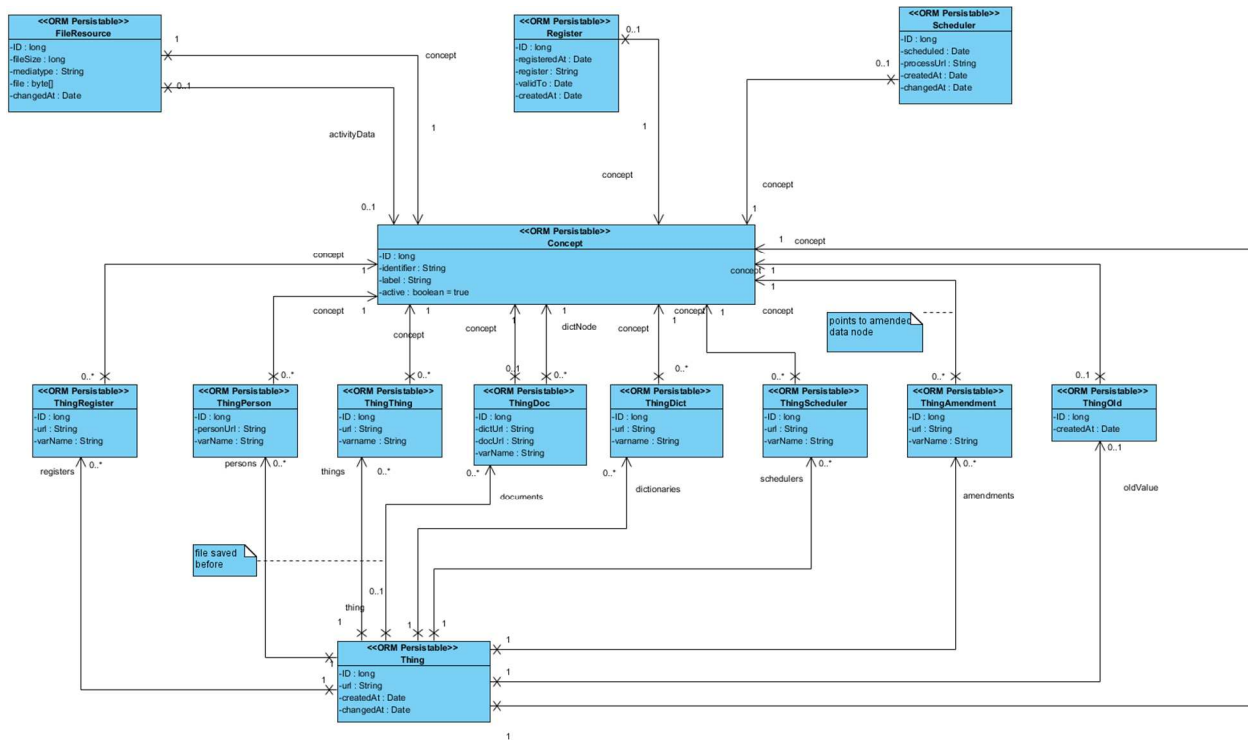 <<ORM Persistable>>
FileResource
-ID : long
-fileSize : long
-mediatype : String
-file : byte[]
-changedAt : Date
<<ORM Persistable>>
Register
-ID : long
-registeredAt : Date
-register : String
-validTo : Date
-createdAt : Date
<<ORM Persistable>>
Scheduler
-ID : long
-scheduled : Date
-processUrl : String
-createdAt : Date
-changedAt : Date
1
0..1
concept
activityData
1
0..1
0..1
1
concept
0..1
concept
1
<<ORM Persistable>>
Concept
-ID : long
-identifier : String
-label : String
-active : boolean = true
1
concept
concept
1
concept
1
concept
1
concept
1
concept
1
dictNode
concept
1
concept
1
concept
1
concept
1
points to amended
data node
0..*
0..*
0..*
0..1
0..*
0..*
0..*
0..*
0..1
<<ORM Persistable>>
ThingRegister
-ID : long
-url : String
-varName : String
<<ORM Persistable>>
ThingPerson
-ID : long
-personUrl : String
-varName : String
<<ORM Persistable>>
ThingThing
-ID : long
-url : String
-varname : String
<<ORM Persistable>>
ThingDoc
-ID : long
-dictUrl : String
-docUrl : String
-varName : String
<<ORM Persistable>>
ThingDict
-ID : long
-url : String
-varname : String
<<ORM Persistable>>
ThingScheduler
-ID : long
-url : String
-varName : String
<<ORM Persistable>>
ThingAmendment
-ID : long
-url : String
-varName : String
<<ORM Persistable>>
ThingOld
-ID : long
-createdAt : Date
registers
0..*
persons
0..*
things
0..*
0..*
documents
0..*
dictionaries
schedulers
0..*
0..*
amendments
0..1
oldValue
file saved
before
0..1
thing
1
1
1
1
1
1
1
1
<<ORM Persistable>>
Thing
-ID : long
-url : String
-createdAt : Date
-changedAt : Date